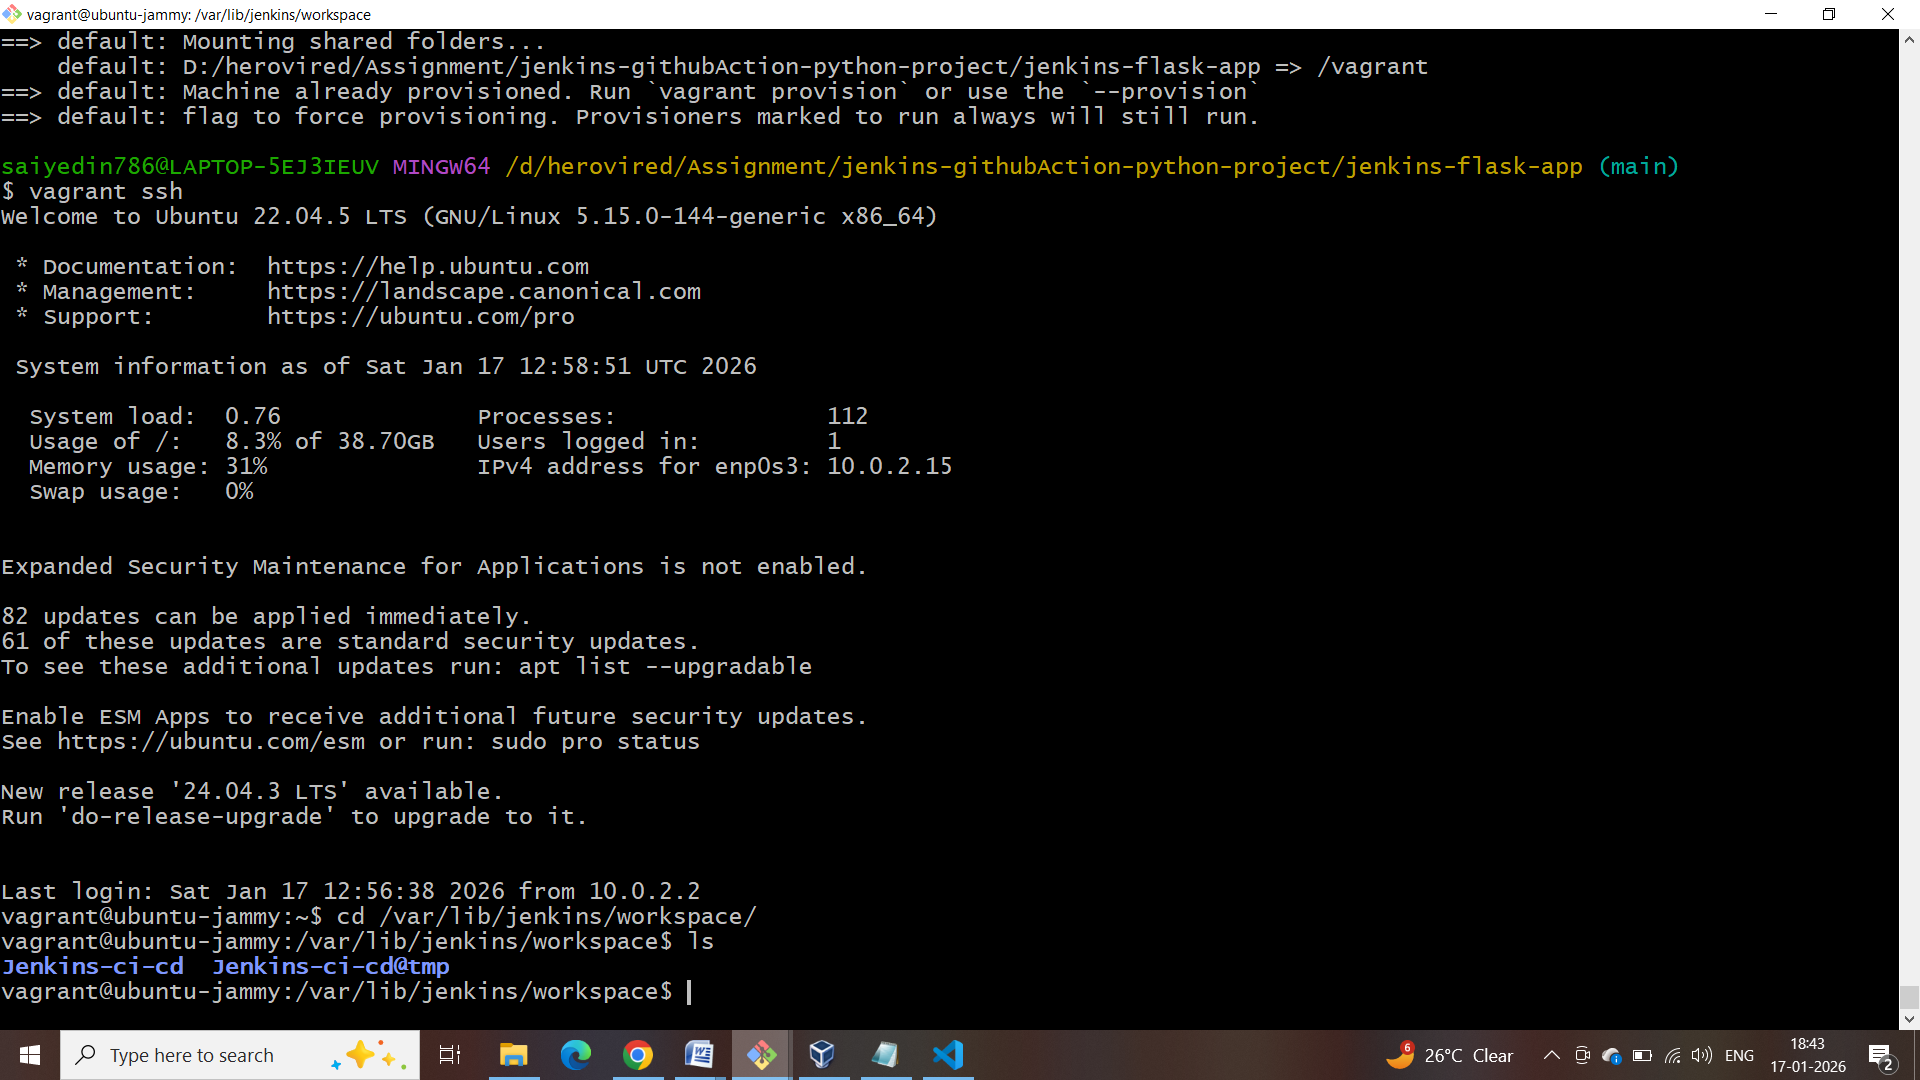 vagrant@ubuntu-jammy: /var/lib/jenkins/workspace
==> default: Mounting shared folders...
    default: D:/herovired/Assignment/jenkins-githubAction-python-project/jenkins-flask-app => /vagrant
==> default: Machine already provisioned. Run `vagrant provision` or use the `--provision`
==> default: flag to force provisioning. Provisioners marked to run always will still run.
saiyedin786@LAPTOP-5EJ3IEUV MINGW64 /d/herovired/Assignment/jenkins-githubAction-python-project/jenkins-flask-app (main)
$ vagrant ssh
Welcome to Ubuntu 22.04.5 LTS (GNU/Linux 5.15.0-144-generic x86_64)
 * Documentation:  https://help.ubuntu.com
 * Management:     https://landscape.canonical.com
 * Support:        https://ubuntu.com/pro
 System information as of Sat Jan 17 12:58:51 UTC 2026
  System load:  0.76              Processes:               112
  Usage of /:   8.3% of 38.70GB   Users logged in:         1
  Memory usage: 31%               IPv4 address for enp0s3: 10.0.2.15
  Swap usage:   0%
Expanded Security Maintenance for Applications is not enabled.
82 updates can be applied immediately.
61 of these updates are standard security updates.
To see these additional updates run: apt list --upgradable
Enable ESM Apps to receive additional future security updates.
See https://ubuntu.com/esm or run: sudo pro status
New release '24.04.3 LTS' available.
Run 'do-release-upgrade' to upgrade to it.
Last login: Sat Jan 17 12:56:38 2026 from 10.0.2.2
vagrant@ubuntu-jammy:~$ cd /var/lib/jenkins/workspace/
vagrant@ubuntu-jammy:/var/lib/jenkins/workspace$ ls
Jenkins-ci-cd  Jenkins-ci-cd@tmp
vagrant@ubuntu-jammy:/var/lib/jenkins/workspace$
Type here to search
6
26°C Clear
ENG
18:43
17-01-2026
2